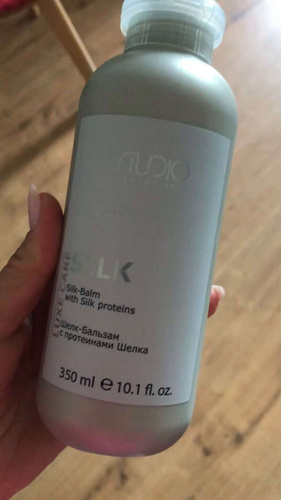 STUDIO
LUXE CARE
SILK
Silk-Balm
with Silk proteins
Шелк-Бальзам
с протеинами Шелка
350 ml e 10.1 fl. oz.